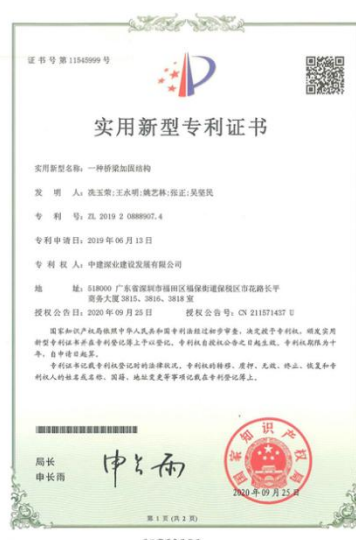 证书号第11545999号
实用新型专利证书
实用新型名称：一种桥梁加固结构
发 明 人：冼玉荣;王永明;姚艺林;张正;吴坚民
专 利 号：ZL 2019 2 0888907.4
专利申请日：2019年06月13日
专 利 权 人：中建深业建设发展有限公司
地 址：518000 广东省深圳市福田区福保街道保税区市花路长平
商务大厦3815、3816、3818室
授权公告日：2020年09月25日 授权公告号：CN 211571437 U
国家知识产权局依照中华人民共和国专利法经过初步审查，决定授予专利权，颁发实用
新型专利证书并在专利登记簿上予以登记。专利权自授权公告之日起生效。专利权期限为十
年，自申请日起算。
专利证书记载专利权登记时的法律状况。专利权的转移、质押、无效、终止、恢复和专
利权人的姓名或名称、国籍、地址变更等事项记载在专利登记簿上。
局长
申长雨
申长雨
国家知识产权局
2020年09月25日
第 1 页 (共 2 页)